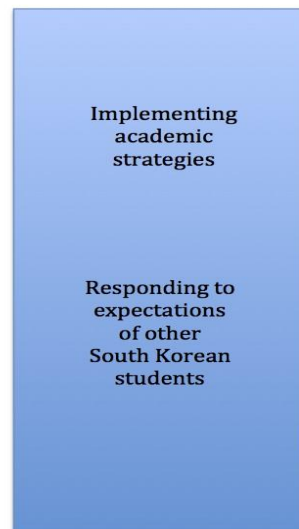 Implementing
academic
strategies
Responding to
expectations
of other
South Korean
students